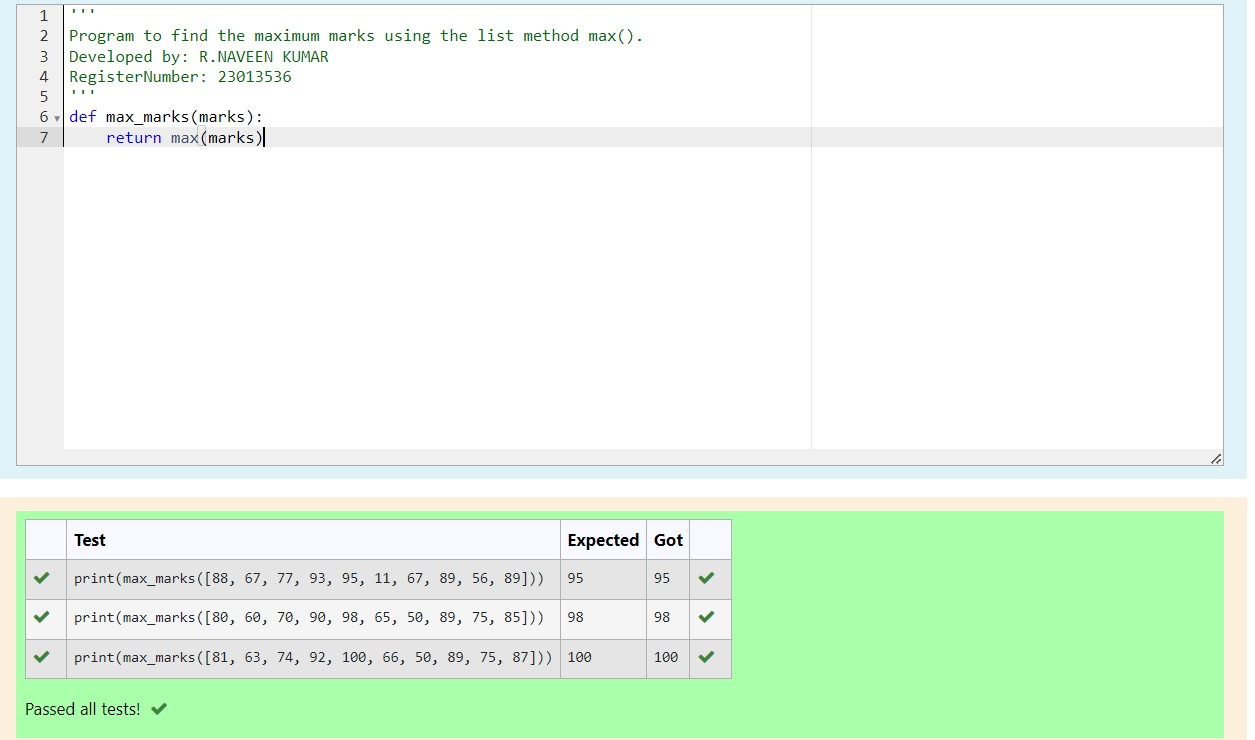 1 '''
2 Program to find the maximum marks using the list method max().
3 Developed by: R.NAVEEN KUMAR
4 RegisterNumber: 23013536
5 '''
6 def max_marks(marks):
7     return max(marks)
Test Expected Got
print(max_marks([88, 67, 77, 93, 95, 11, 67, 89, 56, 89])) 95 95
print(max_marks([80, 60, 70, 90, 98, 65, 50, 89, 75, 85])) 98 98
print(max_marks([81, 63, 74, 92, 100, 66, 50, 89, 75, 87])) 100 100
Passed all tests!